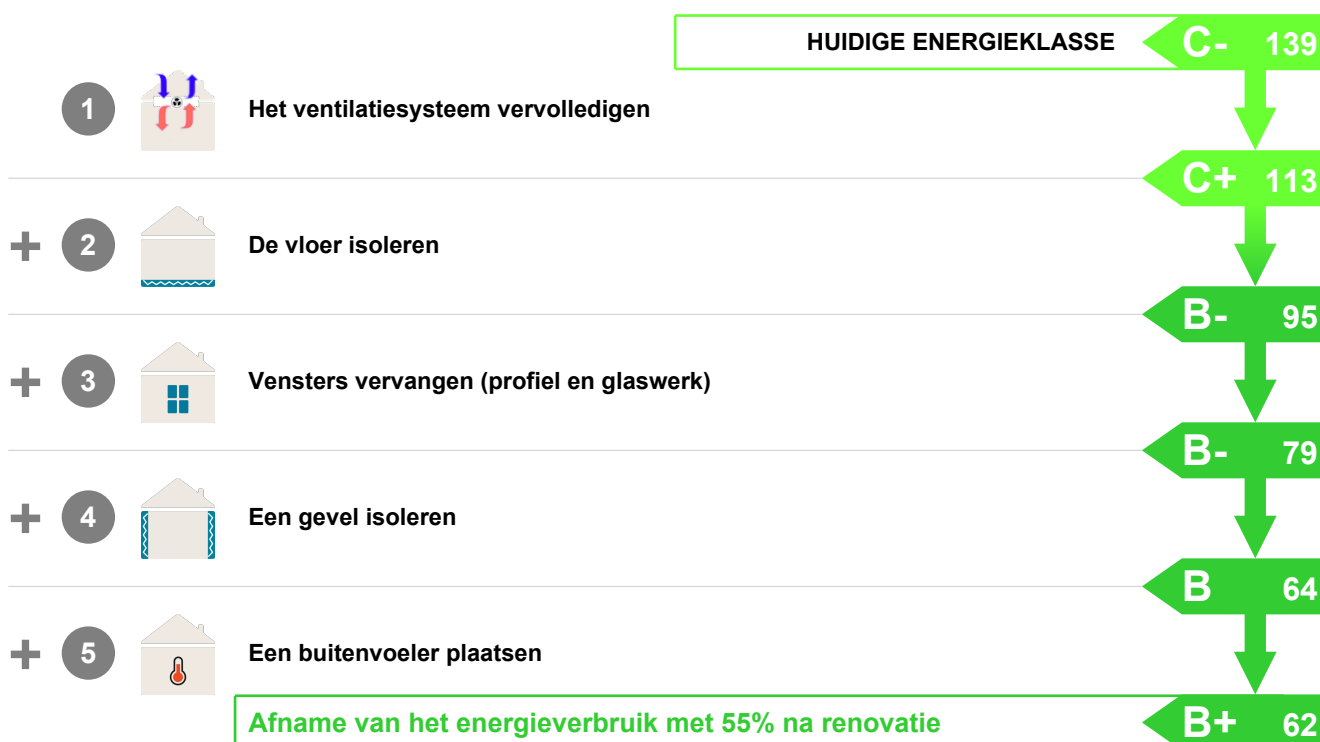 HUIDIGE ENERGIEKLASSE C- 139
1 Het ventilatiesysteem vervolledigen
C+ 113
+ 2 De vloer isoleren
B- 95
+ 3 Vensters vervangen (profiel en glaswerk)
B- 79
+ 4 Een gevel isoleren
B 64
+ 5 Een buitenvoeler plaatsen
Afname van het energieverbruik met 55% na renovatie B+ 62